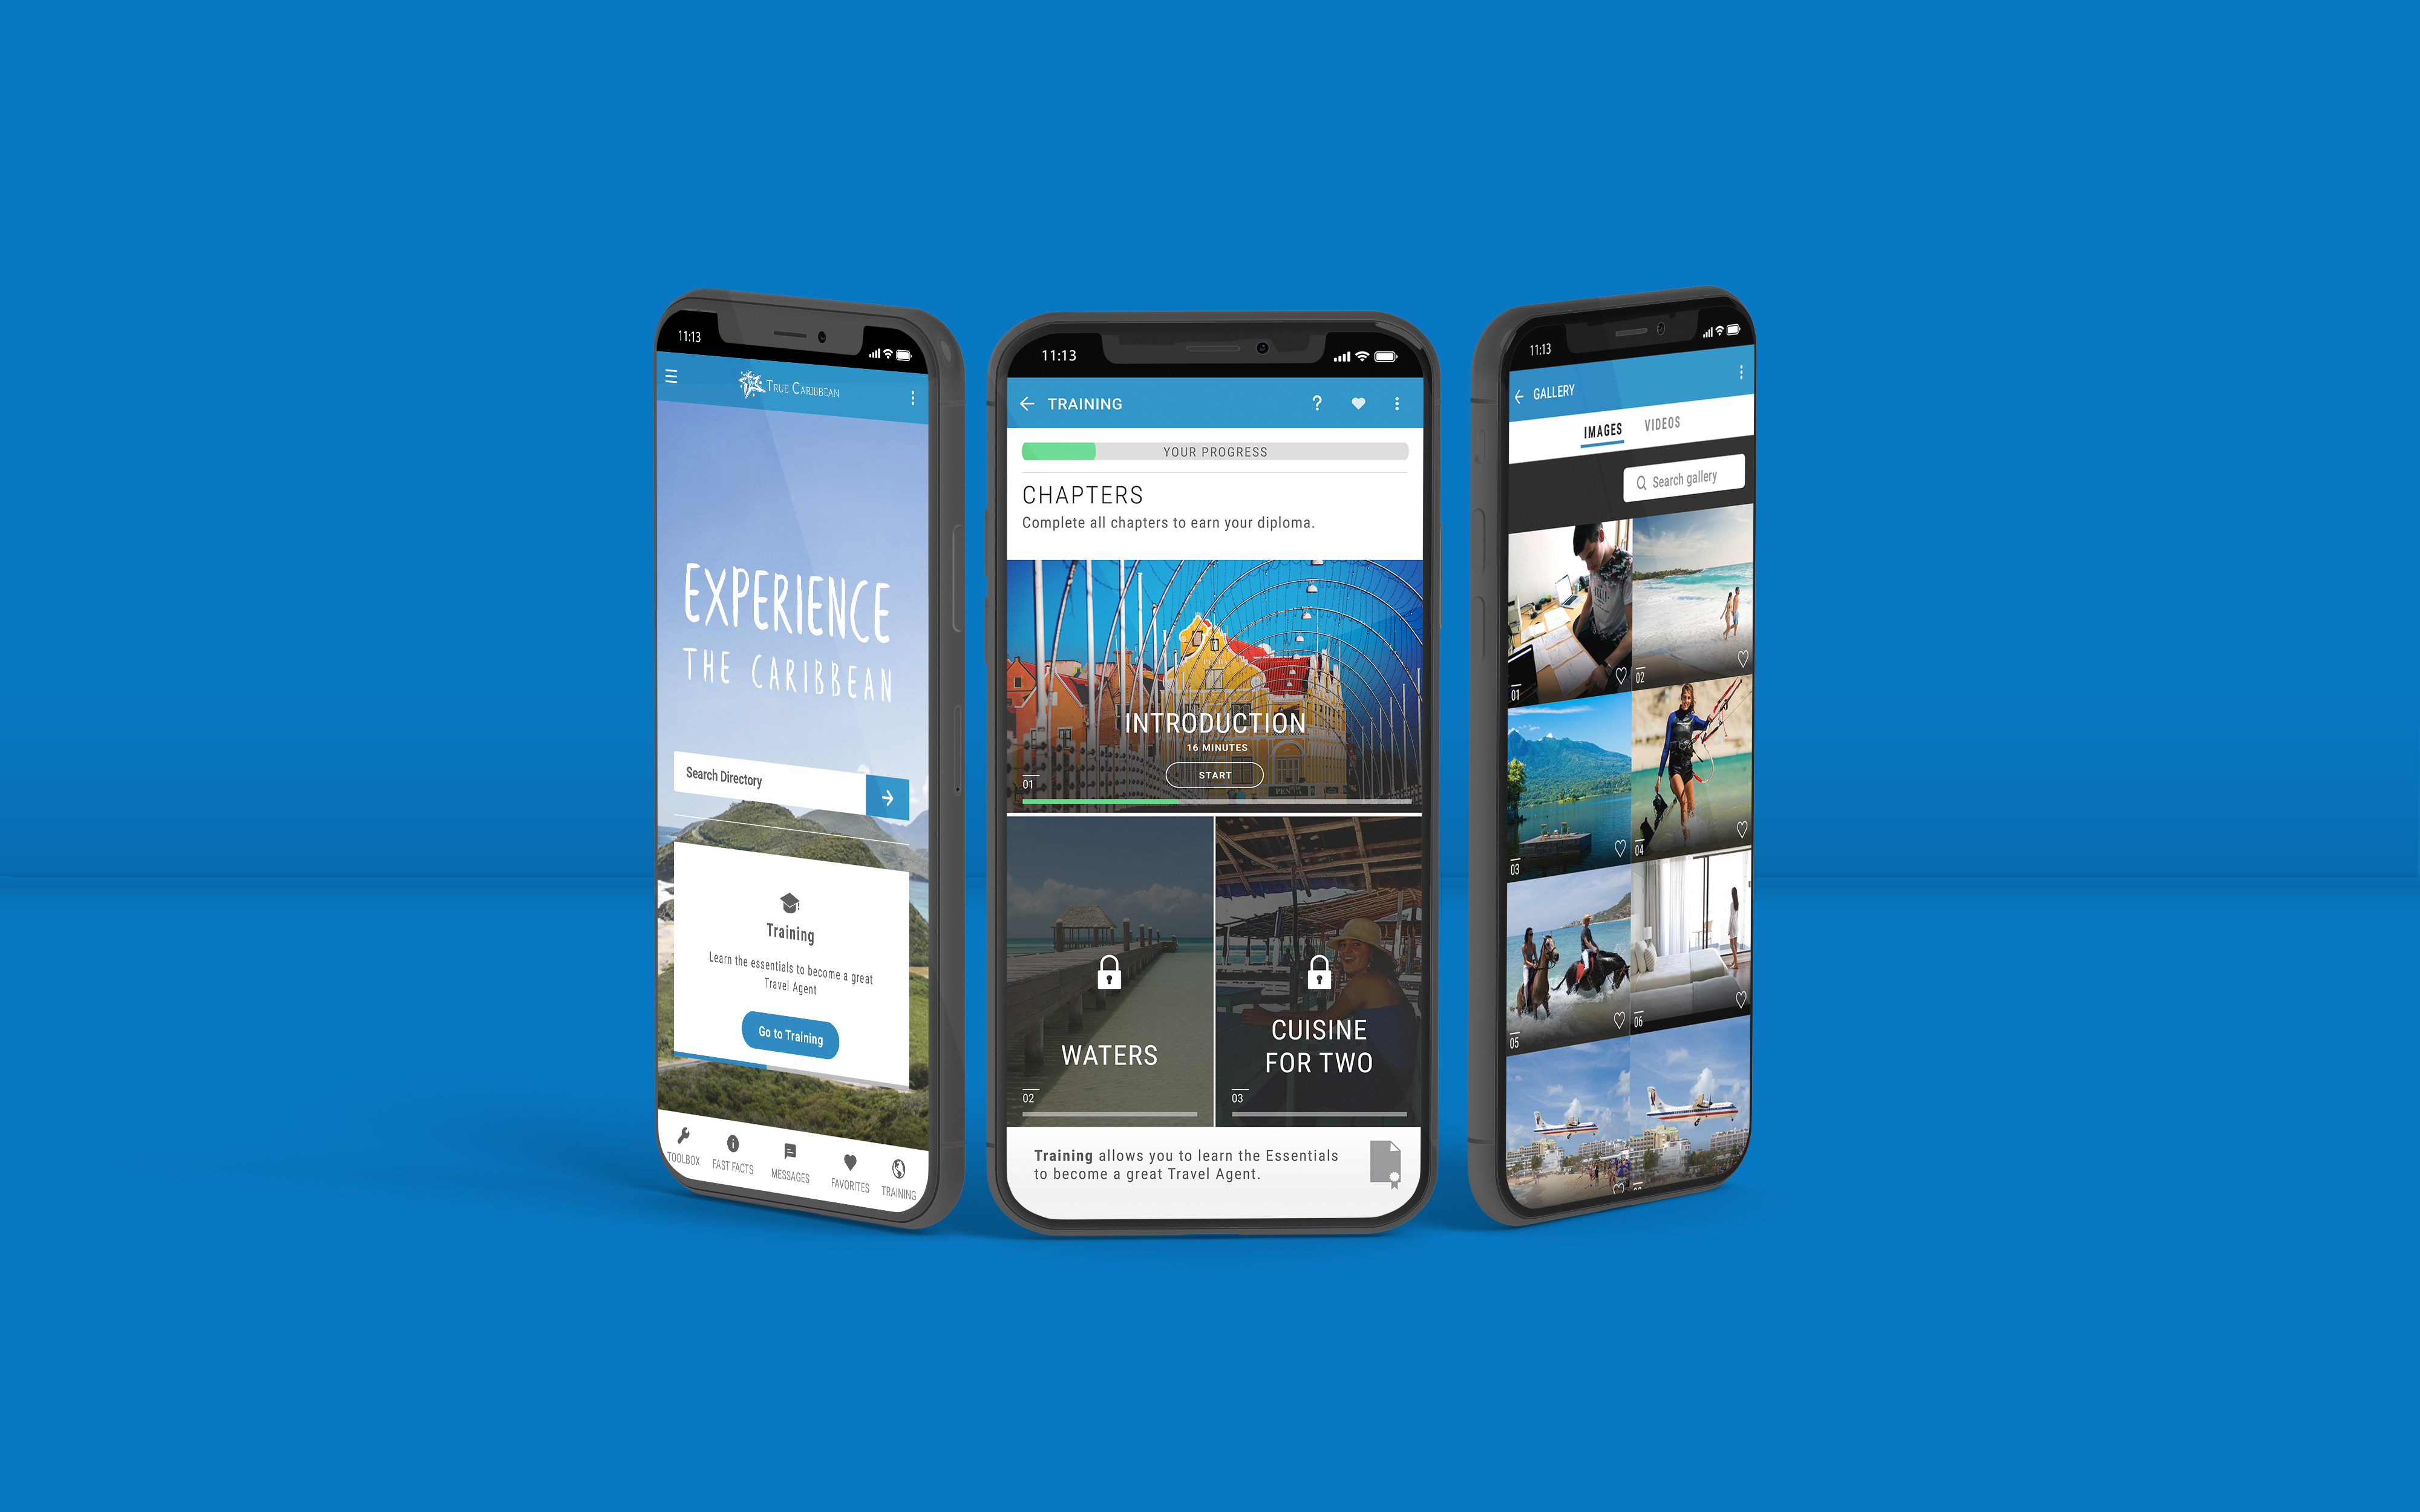 11:13
TRUE CARIBBEAN
EXPERIENCE
THE CARIBBEAN
Search Directory
Training
Learn the essentials to become a great
Travel Agent
Go to Training
TOOLBOX
FAST FACTS
MESSAGES
FAVORITES
TRAINING
11:13
TRAINING
?
YOUR PROGRESS
CHAPTERS
Complete all chapters to earn your diploma.
INTRODUCTION
16 MINUTES
START
01
WATERS
02
CUISINE
FOR TWO
03
Training allows you to learn the Essentials
to become a great Travel Agent.
11:13
GALLERY
IMAGES
VIDEOS
Search gallery
01
02
03
04
05
06